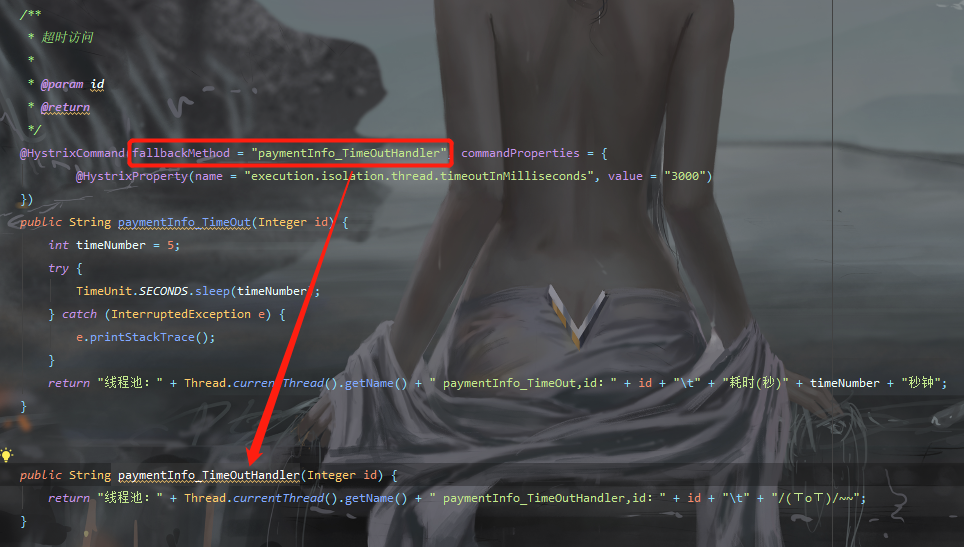 /**
* 超时访问
*
* @param id
* @return
*/
@HystrixCommand(fallbackMethod = "paymentInfo_TimeOutHandler", commandProperties = {
@HystrixProperty(name = "execution.isolation.thread.timeoutInMilliseconds", value = "3000")
})
public String paymentInfo_TimeOut(Integer id) {
int timeNumber = 5;
try {
TimeUnit.SECONDS.sleep(timeNumber);
} catch (InterruptedException e) {
e.printStackTrace();
}
return "线程池：" + Thread.currentThread().getName() + " paymentInfo_TimeOut,id：" + id + "\t" + "耗时(秒)" + timeNumber + "秒钟";
}
public String paymentInfo_TimeOutHandler(Integer id) {
return "线程池：" + Thread.currentThread().getName() + " paymentInfo_TimeOutHandler,id：" + id + "\t" + "/(ㄒoㄒ)/~~";
}